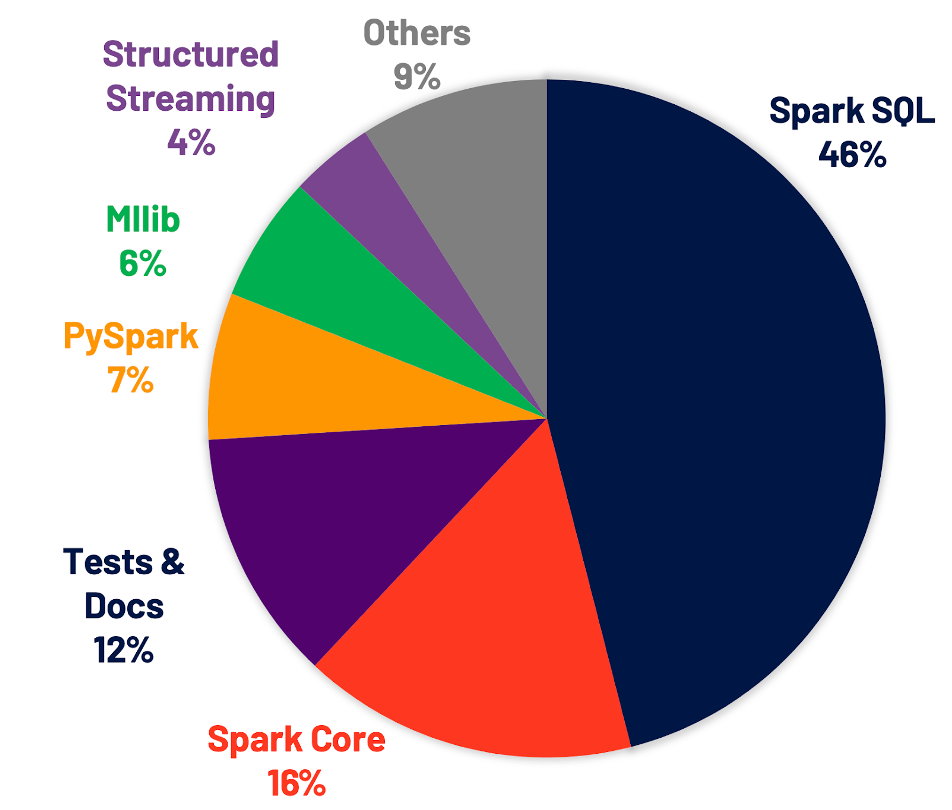 Others
9%
Structured
Streaming
4%
Spark SQL
46%
Mllib
6%
PySpark
7%
Tests &
Docs
12%
Spark Core
16%